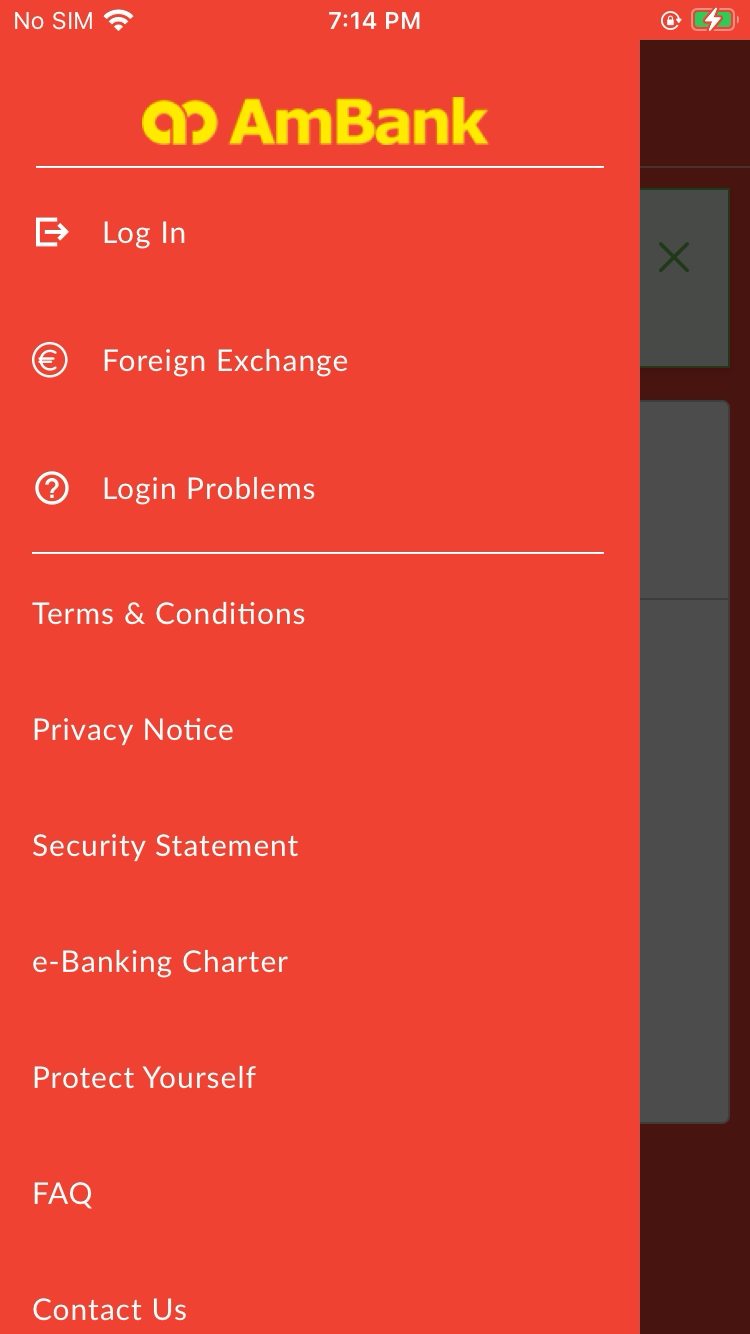 No SIM 7:14 PM
AmBank
Log In
Foreign Exchange
Login Problems
Terms & Conditions
Privacy Notice
Security Statement
e-Banking Charter
Protect Yourself
FAQ
Contact Us